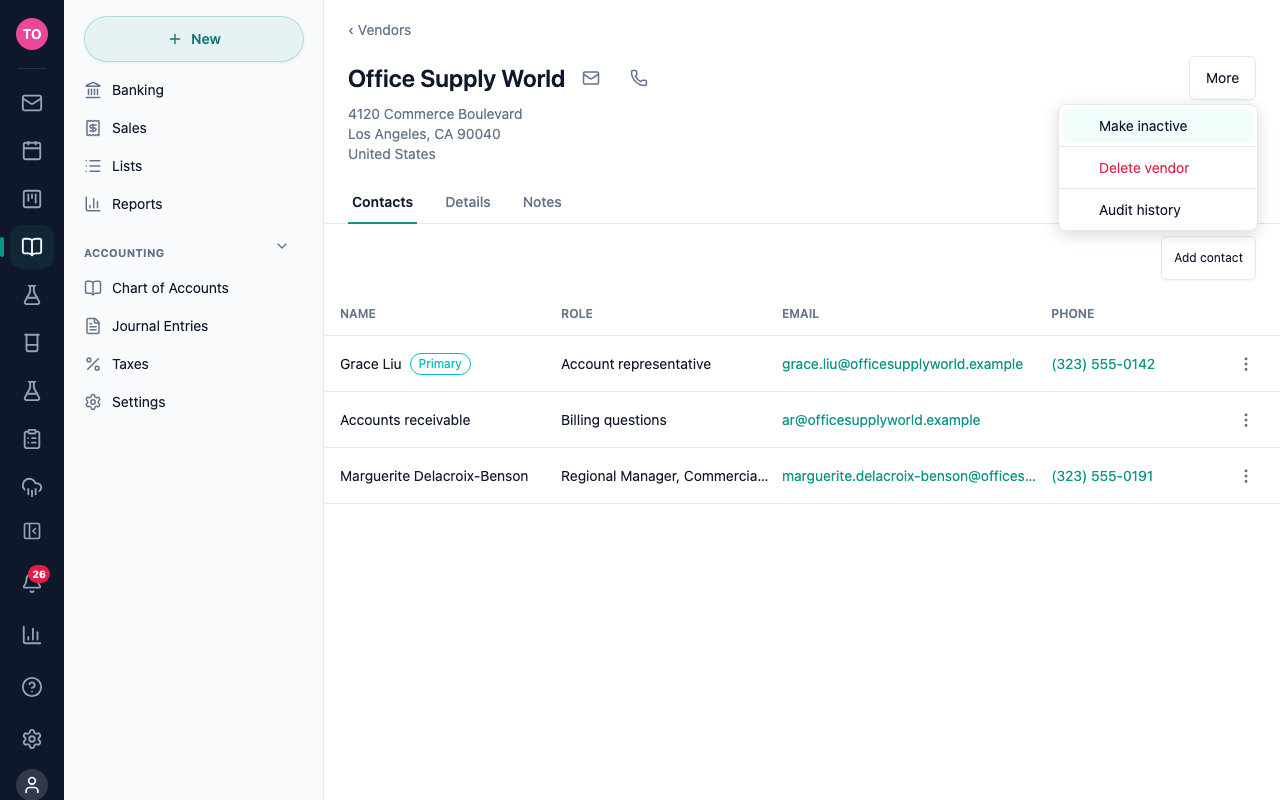 TO
New
Banking
Sales
Lists
Reports
ACCOUNTING
Chart of Accounts
Journal Entries
Taxes
Settings
26
‹ Vendors
Office Supply World
More
4120 Commerce Boulevard
Los Angeles, CA 90040
United States
Make inactive
Delete vendor
Audit history
Contacts Details Notes
Add contact
NAME ROLE EMAIL PHONE
Grace Liu Primary Account representative grace.liu@officesupplyworld.example (323) 555-0142
Accounts receivable Billing questions ar@officesupplyworld.example
Marguerite Delacroix-Benson Regional Manager, Commercia... marguerite.delacroix-benson@offices... (323) 555-0191